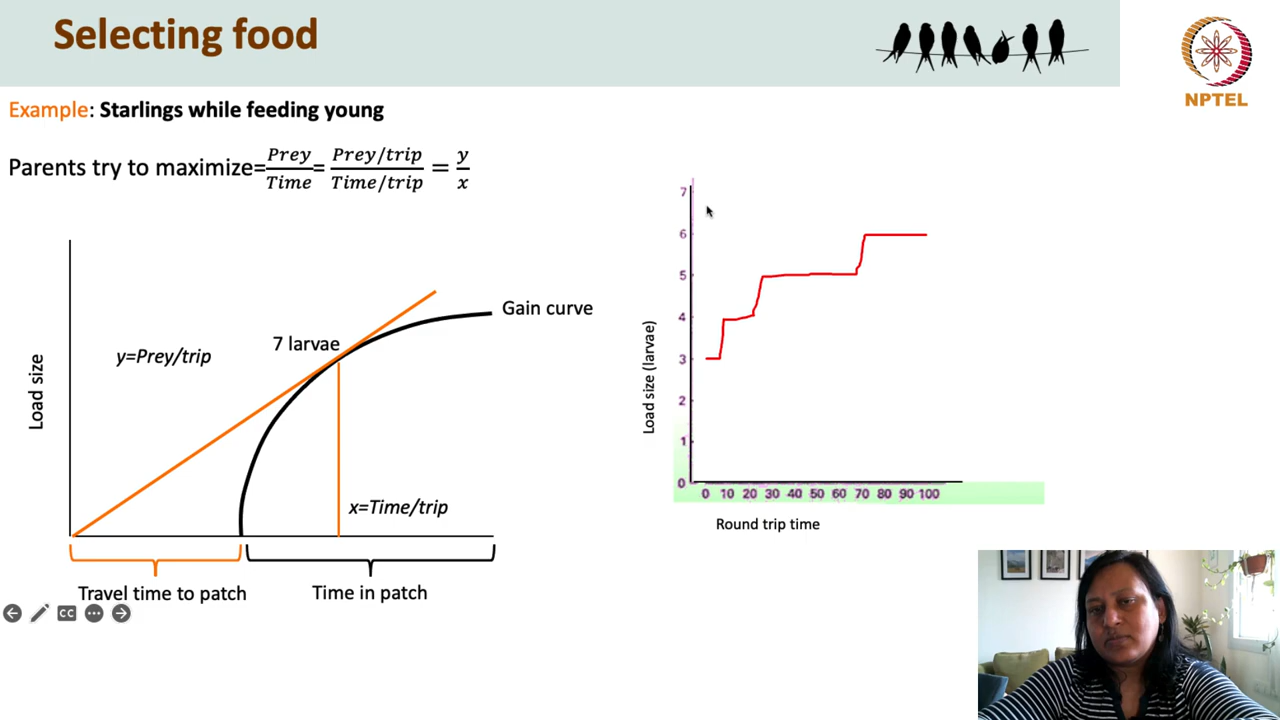 Selecting food
NPTEL
Example: Starlings while feeding young
Parents try to maximize=Prey/Time=Prey/trip/Time/trip=y/x
Load size
y=Prey/trip
7 larvae
Gain curve
x=Time/trip
Travel time to patch
Time in patch
CC
Load size (larvae)
7
6
5
4
3
2
1
0
0 10 20 30 40 50 60 70 80 90 100
Round trip time